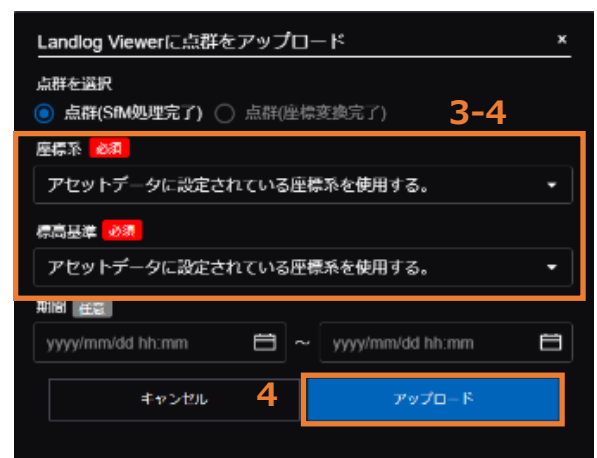 Landlog Viewerに点群をアップロード ×
点群を選択
点群(SfM処理完了) 点群(座標変換完了)
3-4
座標系 必須
アセットデータに設定されている座標系を使用する。
標高基準 必須
アセットデータに設定されている座標系を使用する。
期間 任意
yyyy/mm/dd hh:mm ～ yyyy/mm/dd hh:mm
キャンセル 4 アップロード